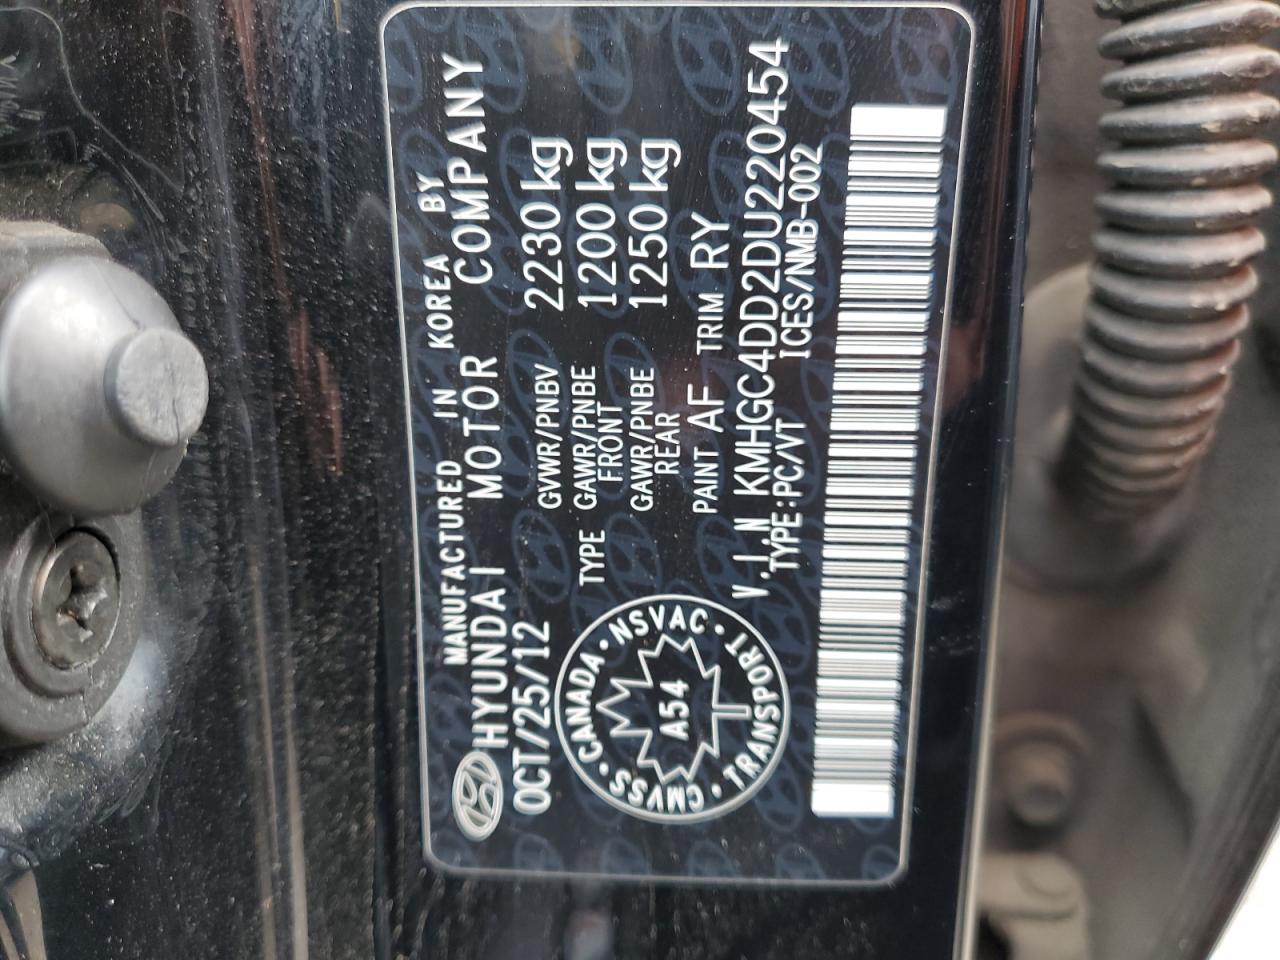 MANUFACTURED IN KOREA BY
HYUNDAI MOTOR COMPANY
OCT/25/12
GVWR/PNBV 2230 kg
TYPE GAWR/PNBE FRONT 1200 kg
GAWR/PNBE REAR 1250 kg
PAINT AF TRIM RY
V.I.N KMHGC4DD2DU220454
TYPE:PC/VT ICES/NMB-002
CMVSS · CANADA · NSVAC · TRANSPORT ·
A54